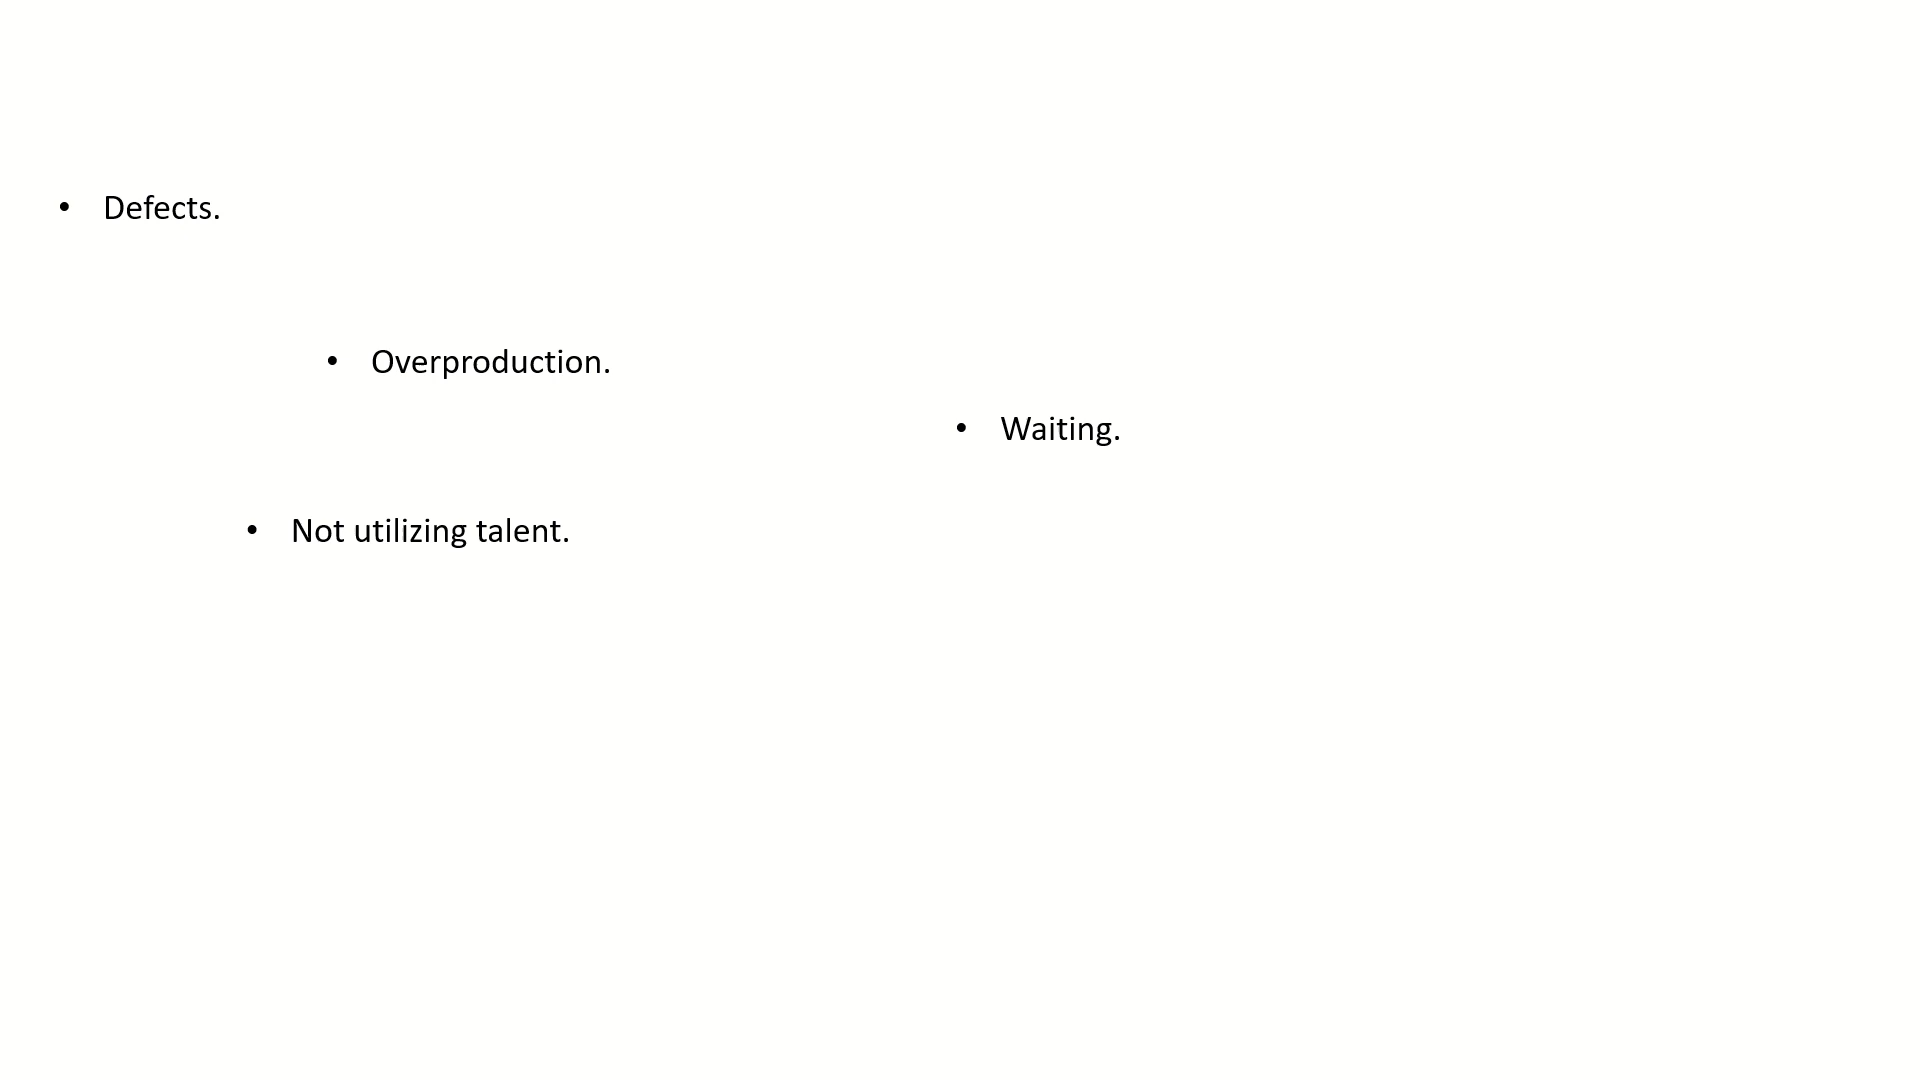 • Defects.
• Overproduction.
• Waiting.
• Not utilizing talent.